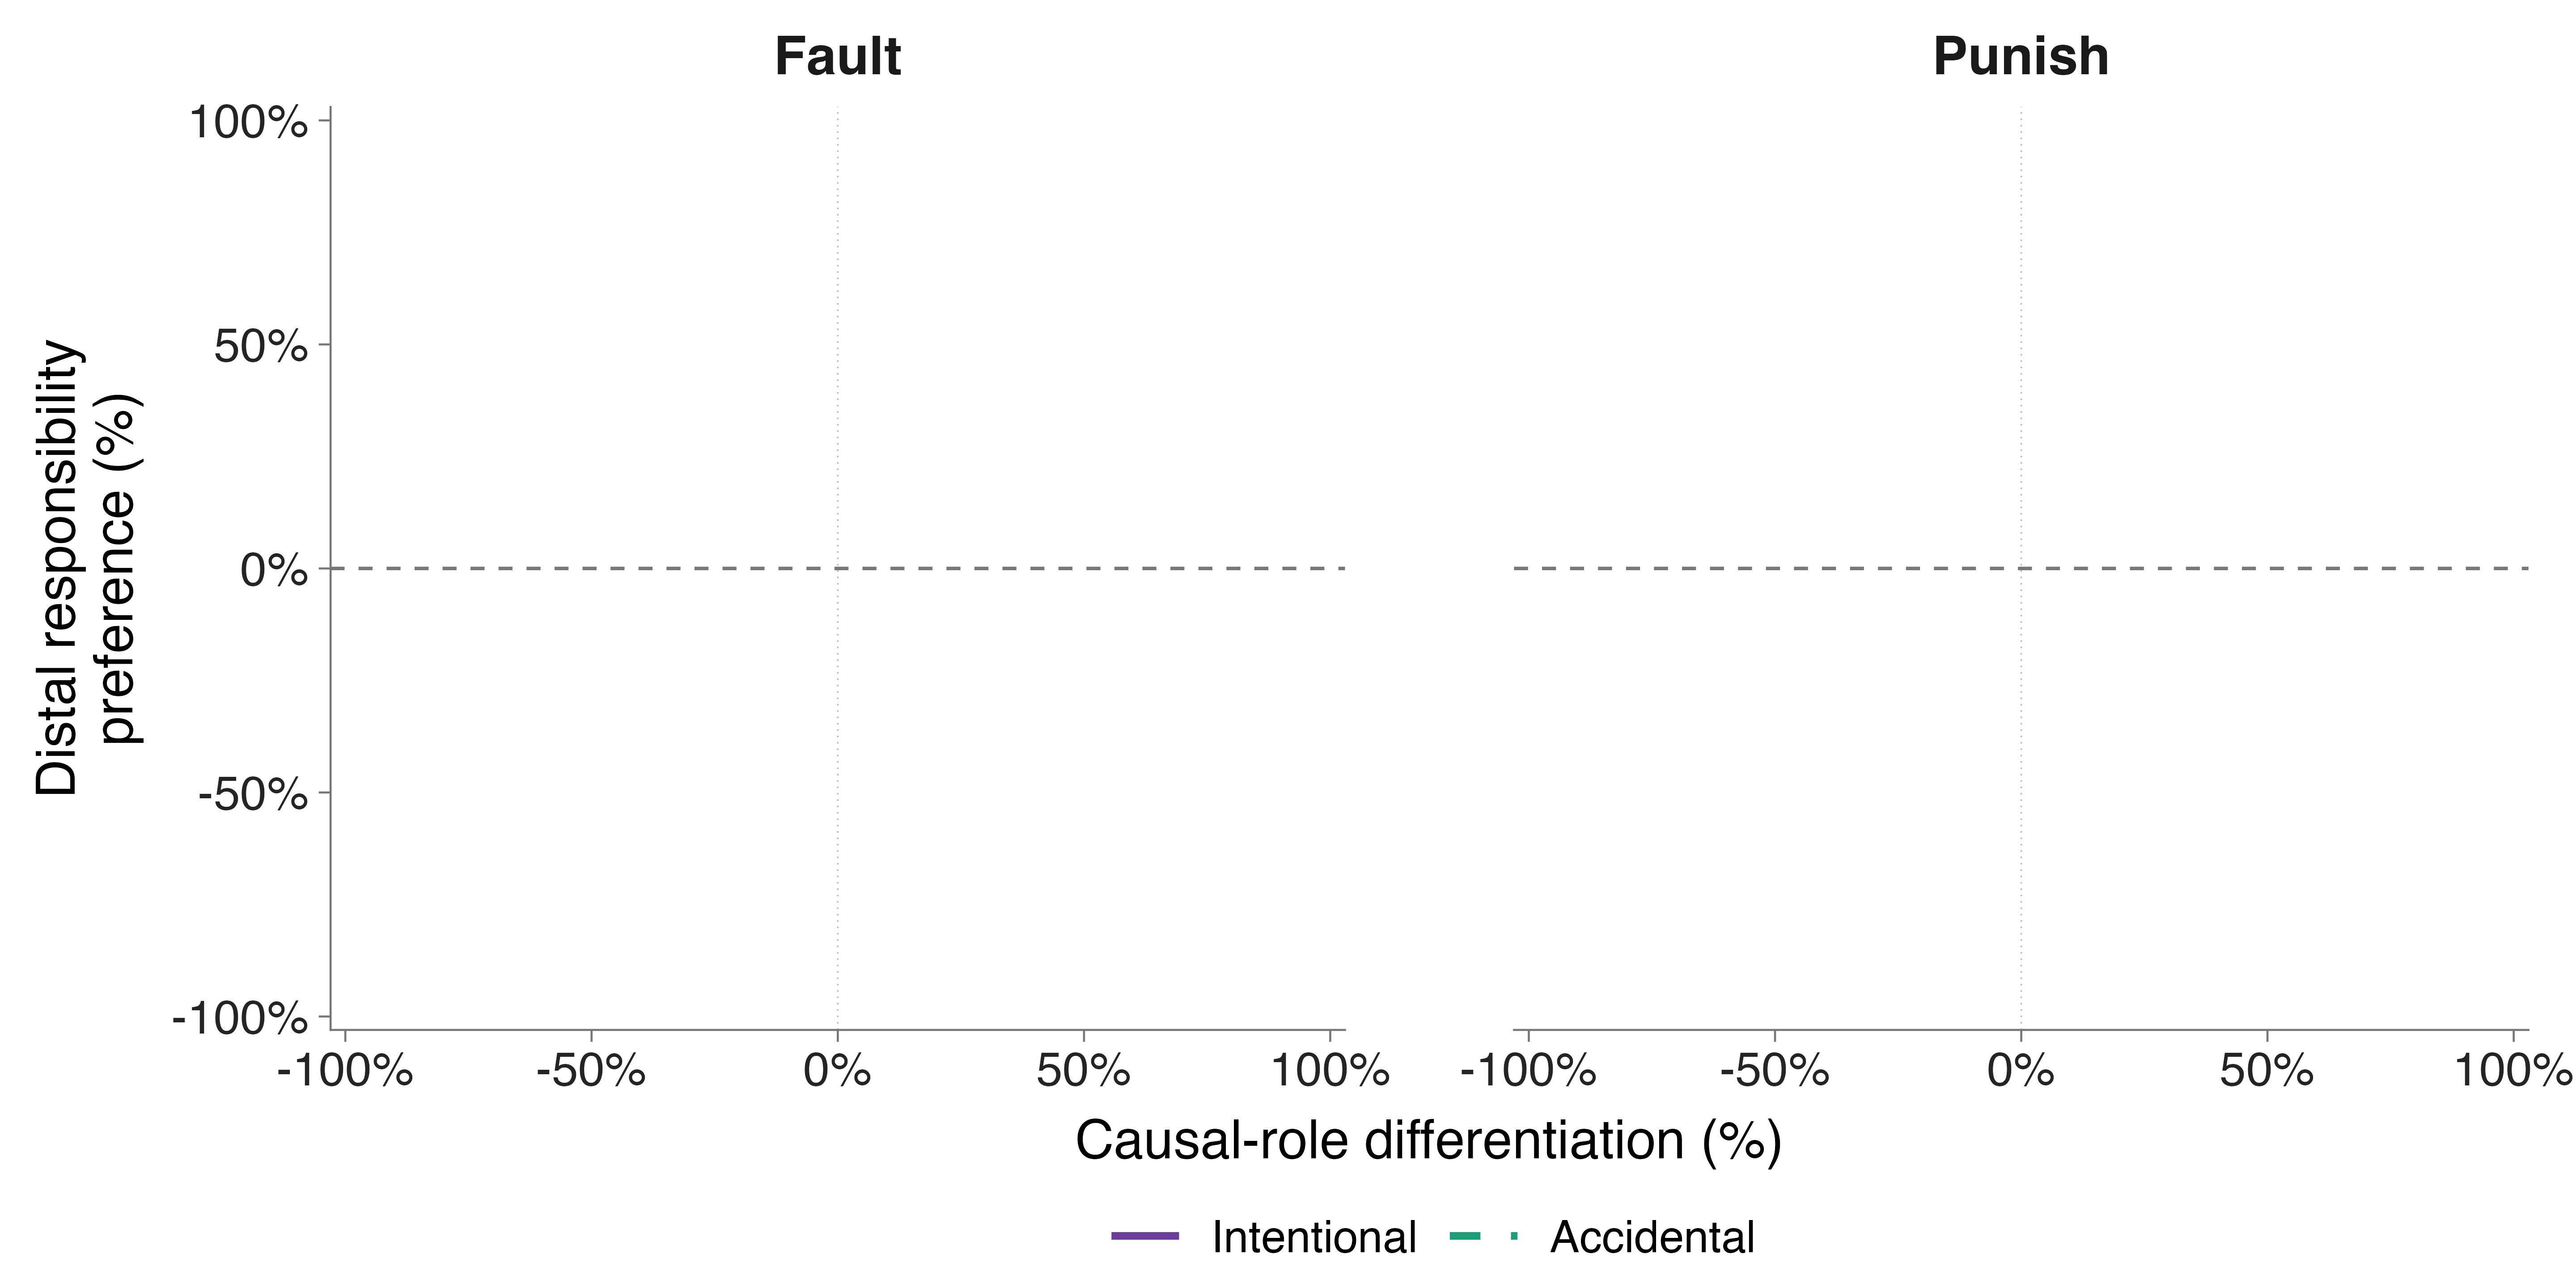 Fault
Punish
100%
50%
0%
-50%
-100%
Distal responsibility
preference (%)
-100% -50% 0% 50% 100%
-100% -50% 0% 50% 100%
Causal-role differentiation (%)
Intentional Accidental